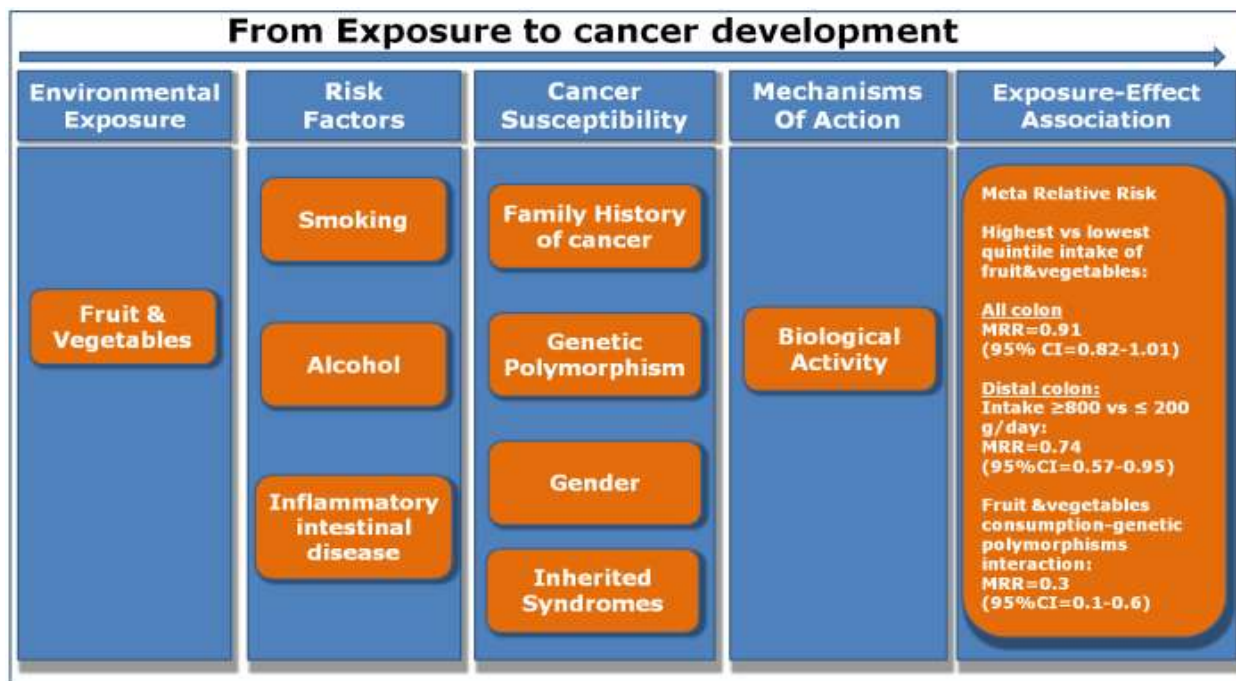 From Exposure to cancer development
Environmental
Exposure
Risk
Factors
Cancer
Susceptibility
Mechanisms
Of Action
Exposure-Effect
Association
Fruit &
Vegetables
Smoking
Alcohol
Inflammatory
intestinal
disease
Family History
of cancer
Genetic
Polymorphism
Gender
Inherited
Syndromes
Biological
Activity
Meta Relative Risk
Highest vs lowest
quintile intake of
fruit&vegetables:
All colon
MRR=0.91
(95% CI=0.82-1.01)
Distal colon:
Intake ≥800 vs ≤ 200
g/day:
MRR=0.74
(95%CI=0.57-0.95)
Fruit &vegetables
consumption-genetic
polymorphisms
interaction:
MRR=0.3
(95%CI=0.1-0.6)